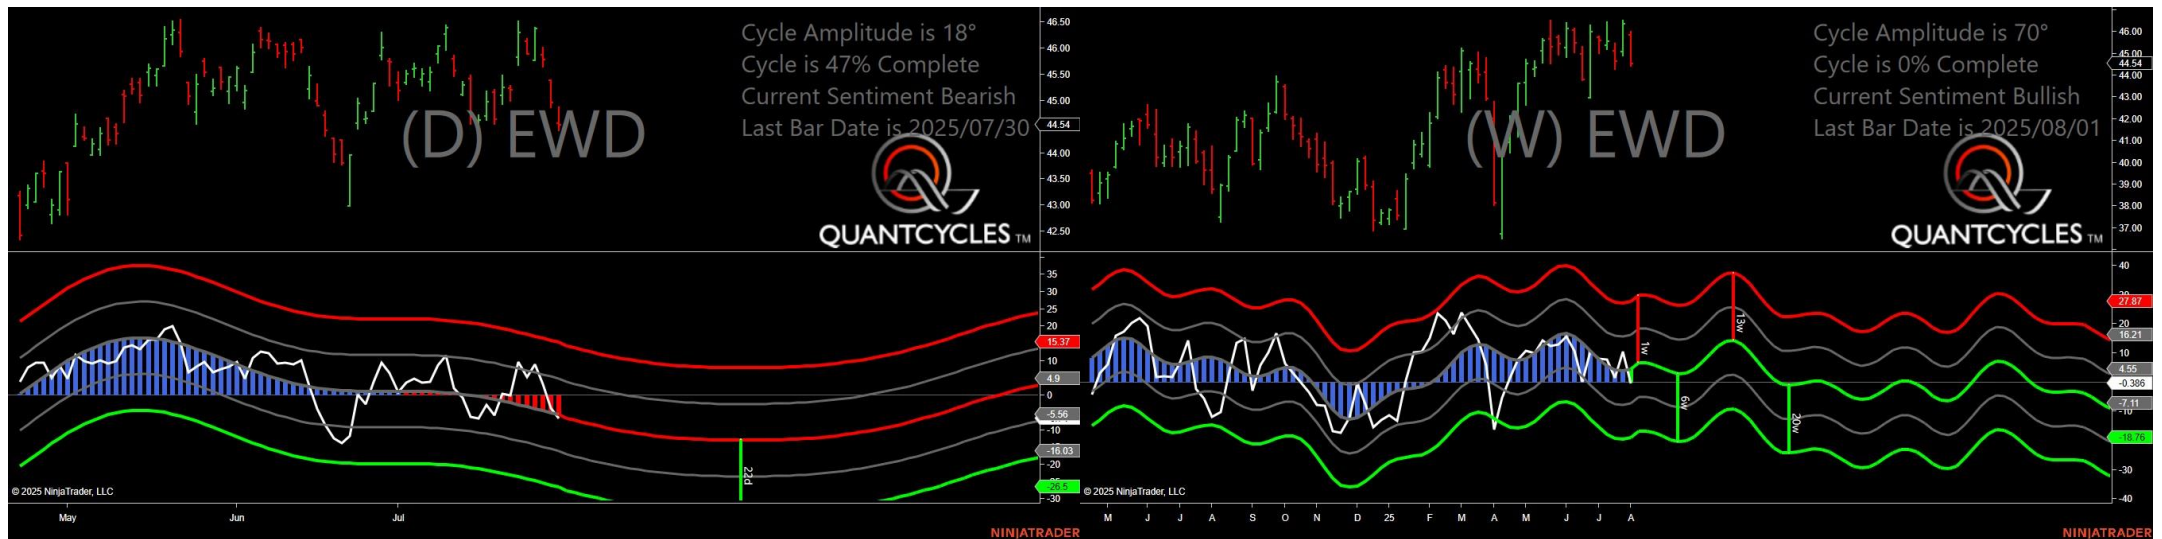 Cycle Amplitude is 18°
Cycle is 47% Complete
Current Sentiment Bearish
Last Bar Date is 2025/07/30
(D) EWD
QUANTCYCLES TM
46.50
46.00
45.50
45.00
44.54
44.00
43.50
43.00
42.50
35
30
25
20
15.37
10
4.9
0
-5.56
-10
-16.03
-20
-26.5
-30
22d
© 2025 NinjaTrader, LLC
May Jun Jul
NINJATRADER
Cycle Amplitude is 70°
Cycle is 0% Complete
Current Sentiment Bullish
Last Bar Date is 2025/08/01
(W) EWD
QUANTCYCLES TM
46.00
45.00
44.54
44.00
43.00
42.00
41.00
40.00
39.00
38.00
37.00
40
27.87
20
16.21
10
4.55
-0.386
-7.11
-10
-18.76
-30
-40
1w
13w
6w
20w
© 2025 NinjaTrader, LLC
M J J A S O N D 25 F M A M J J A
NINJATRADER